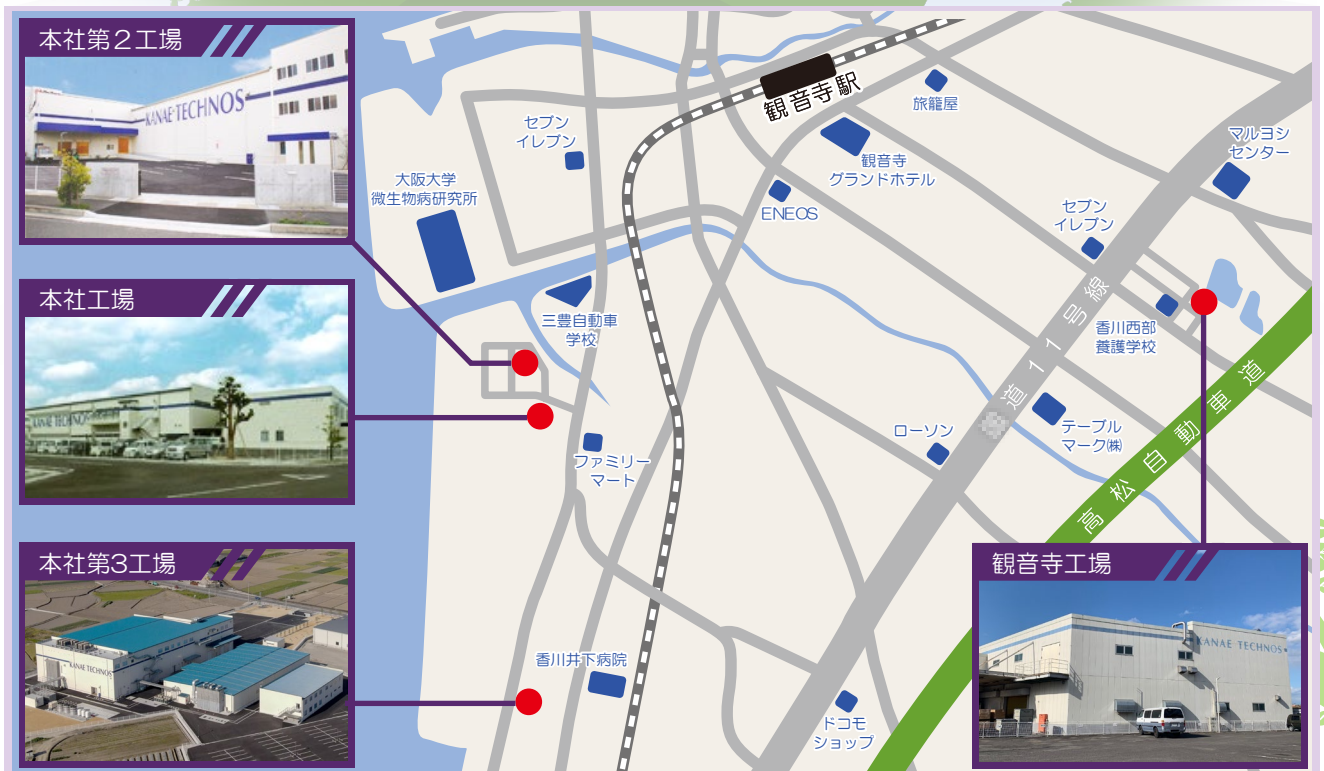 本社第2工場
KANAE TECHNOS
本社工場
KANAE TECHNOS
本社第3工場
KANAE TECHNOS
観音寺工場
KANAE TECHNOS
観音寺駅
旅籠屋
セブン
イレブン
大阪大学
微生物病研究所
観音寺
グランドホテル
ENEOS
マルヨシ
センター
セブン
イレブン
三豊自動車
学校
香川西部
養護学校
道11号線
ファミリー
マート
ローソン
テーブル
マーク㈱
高松自動車道
香川井下病院
ドコモ
ショップ